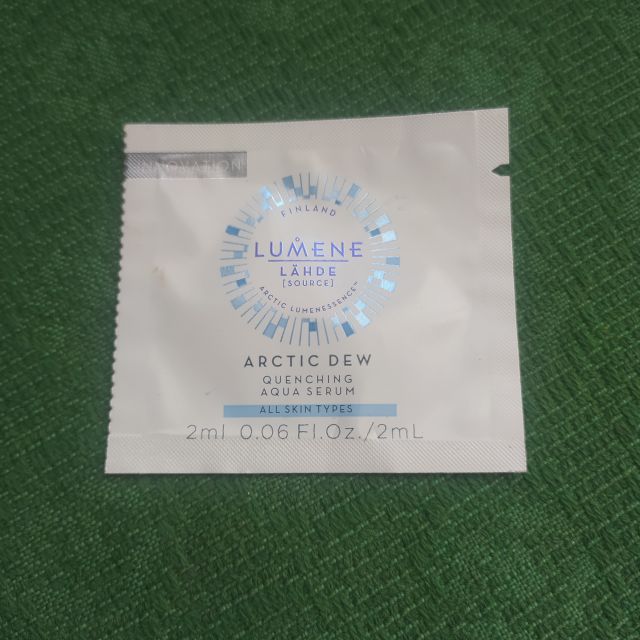 FINLAND
LUMENE
LÄHDE
[SOURCE]
ARCTIC LUMENESSENCE™
ARCTIC DEW
QUENCHING
AQUA SERUM
ALL SKIN TYPES
2ml 0.06 Fl.Oz./2mL